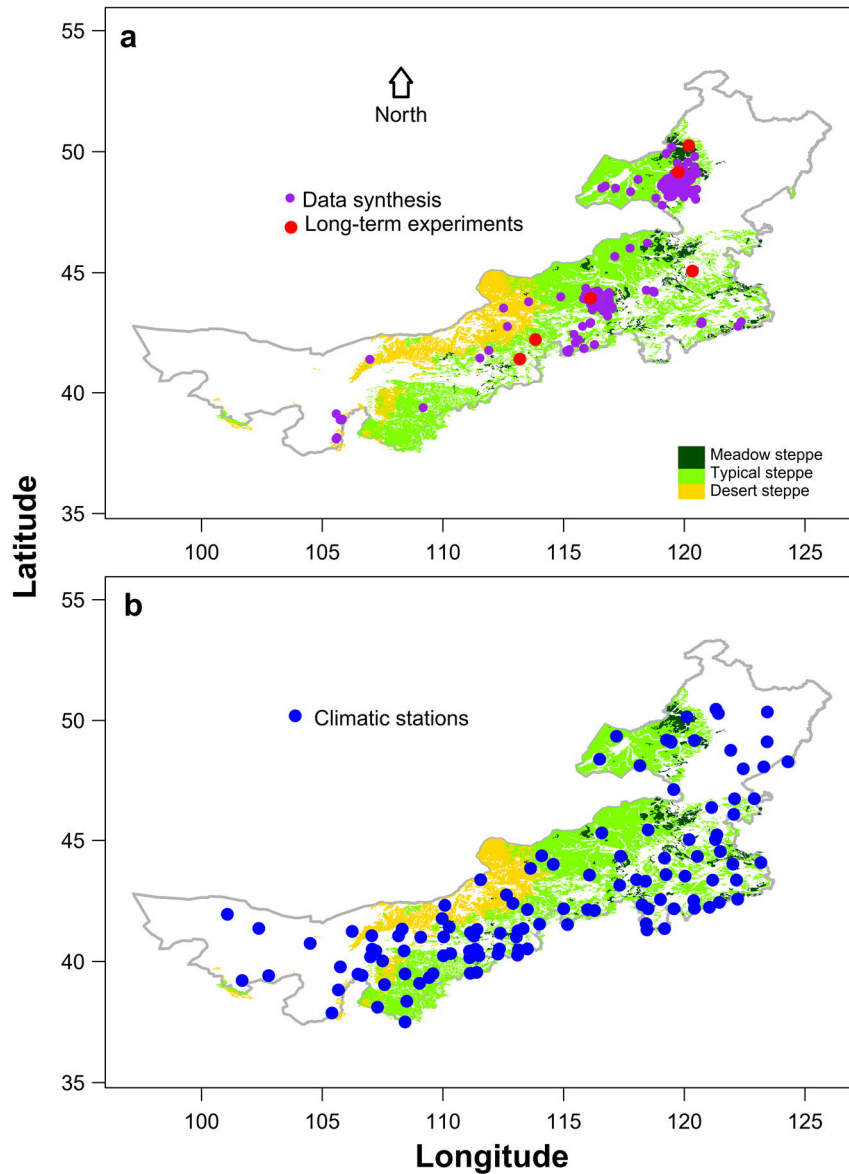 a
55
50
45
40
35
North
Data synthesis
Long-term experiments
Meadow steppe
Typical steppe
Desert steppe
100 105 110 115 120 125
Latitude
b
55
50
45
40
35
Climatic stations
100 105 110 115 120 125
Longitude